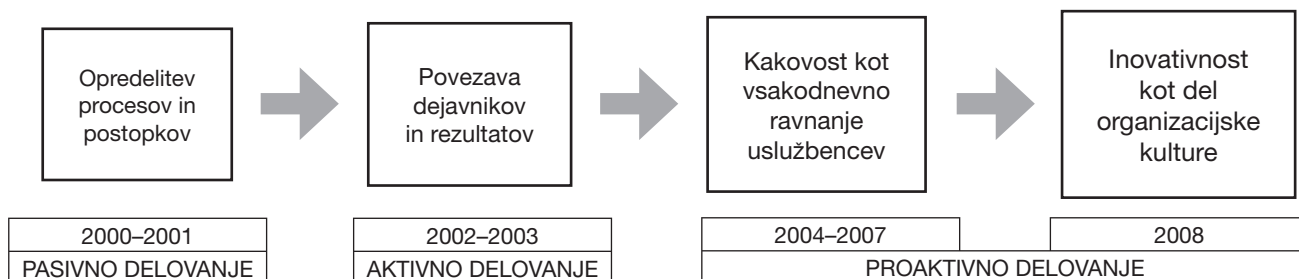 Opredelitev
procesov in
postopkov
Povezava
dejavnikov
in rezultatov
Kakovost kot
vsakodnevno
ravnanje
uslužbencev
Inovativnost
kot del
organizacijske
kulture
2000–2001
PASIVNO DELOVANJE
2002–2003
AKTIVNO DELOVANJE
2004–2007
2008
PROAKTIVNO DELOVANJE